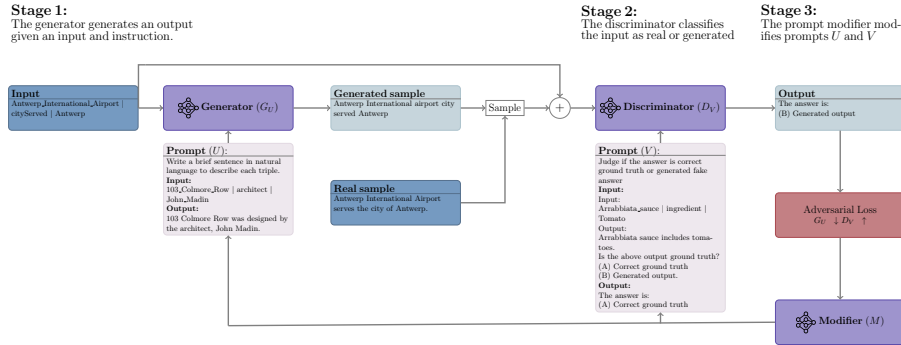 Stage 1:
The generator generates an output
given an input and instruction.
Stage 2:
The discriminator classifies
the input as real or generated
Stage 3:
The prompt modifier mod-
ifies prompts U and V
Input
Antwerp_International_Airport |
cityServed | Antwerp
Generator (G_U)
Generated sample
Antwerp International airport city
served Antwerp
Sample
+
Discriminator (D_V)
Output
The answer is:
(B) Generated output
Prompt (U):
Write a brief sentence in natural
language to describe each triple.
Input:
103_Colmore_Row | architect |
John_Madin
Output:
103 Colmore Row was designed by
the architect, John Madin.
Real sample
Antwerp International Airport
serves the city of Antwerp.
Prompt (V):
Judge if the answer is correct
ground truth or generated fake
answer
Input:
Input:
Arrabbiata_sauce | ingredient |
Tomato
Output:
Arrabbiata sauce includes toma-
toes.
Is the above output ground truth?
(A) Correct ground truth
(B) Generated output.
Output:
The answer is:
(A) Correct ground truth
Adversarial Loss
G_U ↓ D_V ↑
Modifier (M)